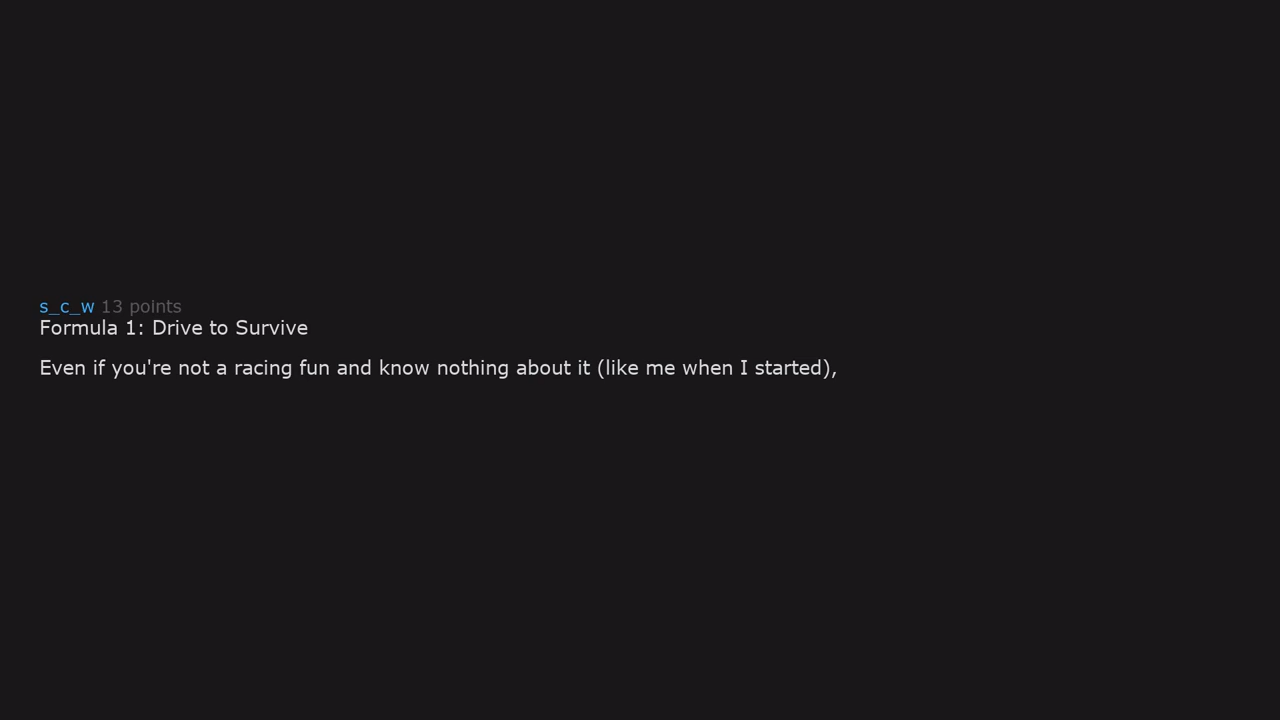 s_c_w 13 points
Formula 1: Drive to Survive
Even if you're not a racing fun and know nothing about it (like me when I started),